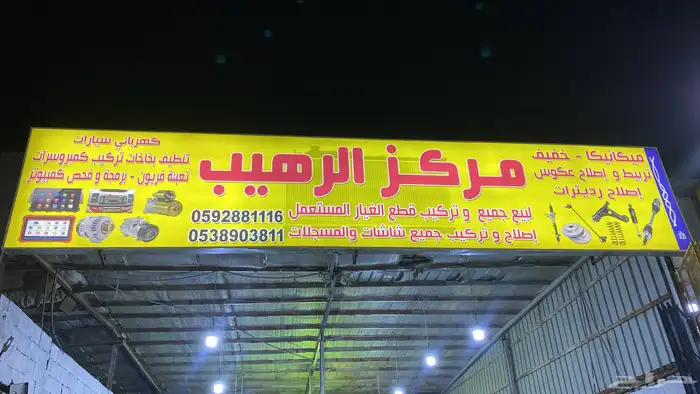 ميكانيكا - خفيف
تربيط و إصلاح عكوس
إصلاح رديترات
مركز الرهيب
لبيع جميع و تركيب قطع الغيار المستعمل
إصلاح و تركيب جميع شاشات والمسجلات
0592881116
0538903811
كهربائي سيارات
تنظيف بخاخات تركيب كمبروسرات
تعبئة فريون - برمجة و فحص كمبيوتر
حراج